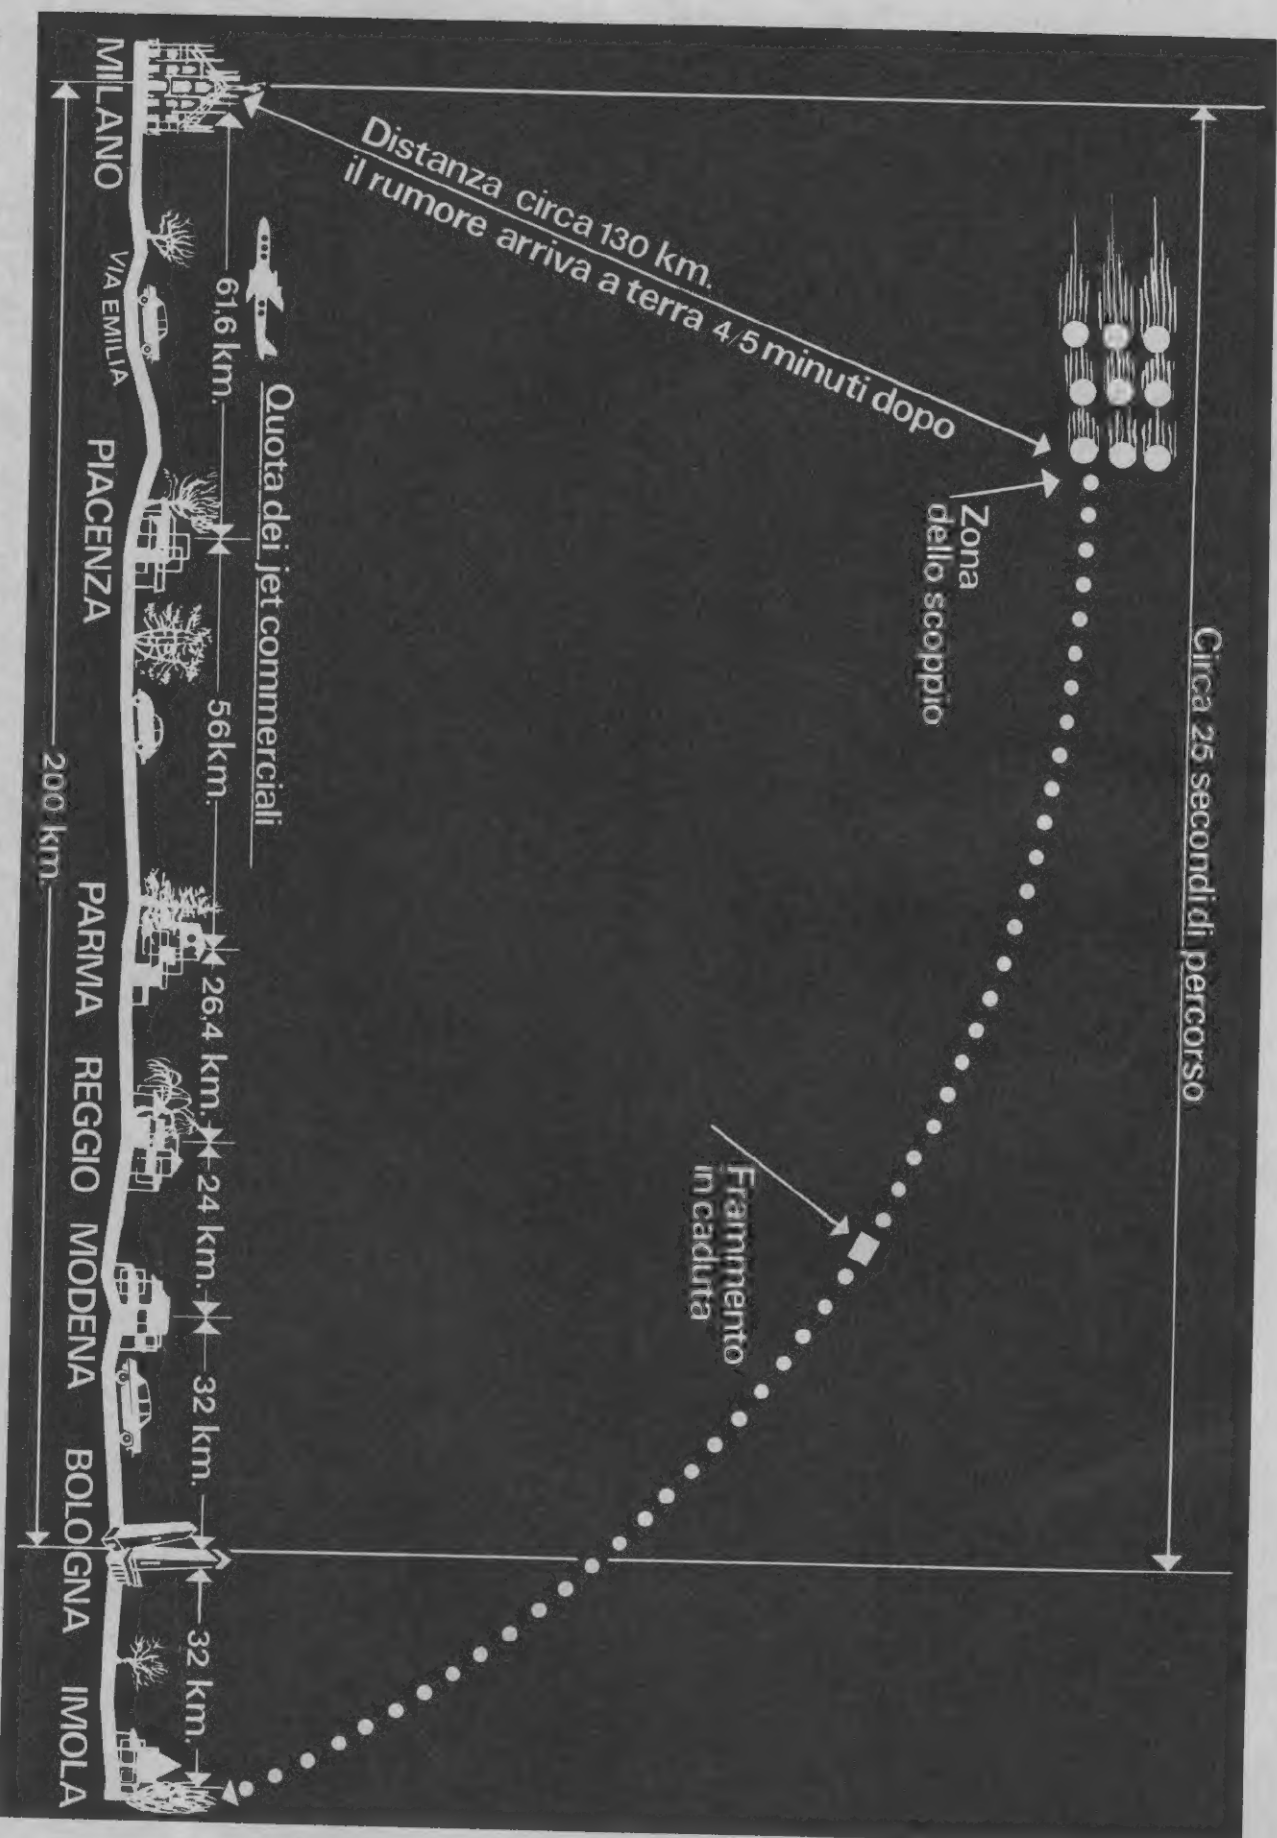 Circa 25 secondi di percorso
Distanza circa 130 km.
il rumore arriva a terra 4/5 minuti dopo
Zona
dello scoppio
Frammento
in caduta
Quota dei jet commerciali
61,6 km.
56 km.
26,4 km.
24 km.
32 km.
32 km.
MILANO
VIA EMILIA
PIACENZA
PARMA
REGGIO
MODENA
BOLOGNA
IMOLA
200 km.